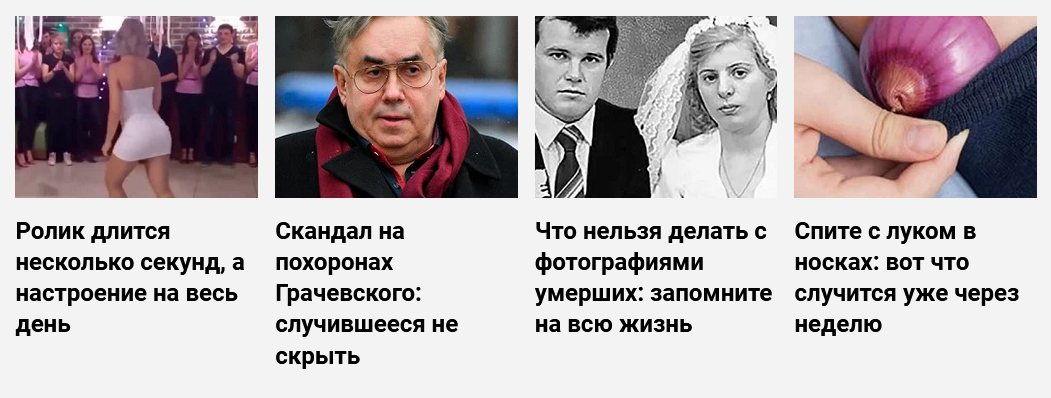 Ролик длится
несколько секунд, а
настроение на весь
день
Скандал на
похоронах
Грачевского:
случившееся не
скрыть
Что нельзя делать с
фотографиями
умерших: запомните
на всю жизнь
Спите с луком в
носках: вот что
случится уже через
неделю